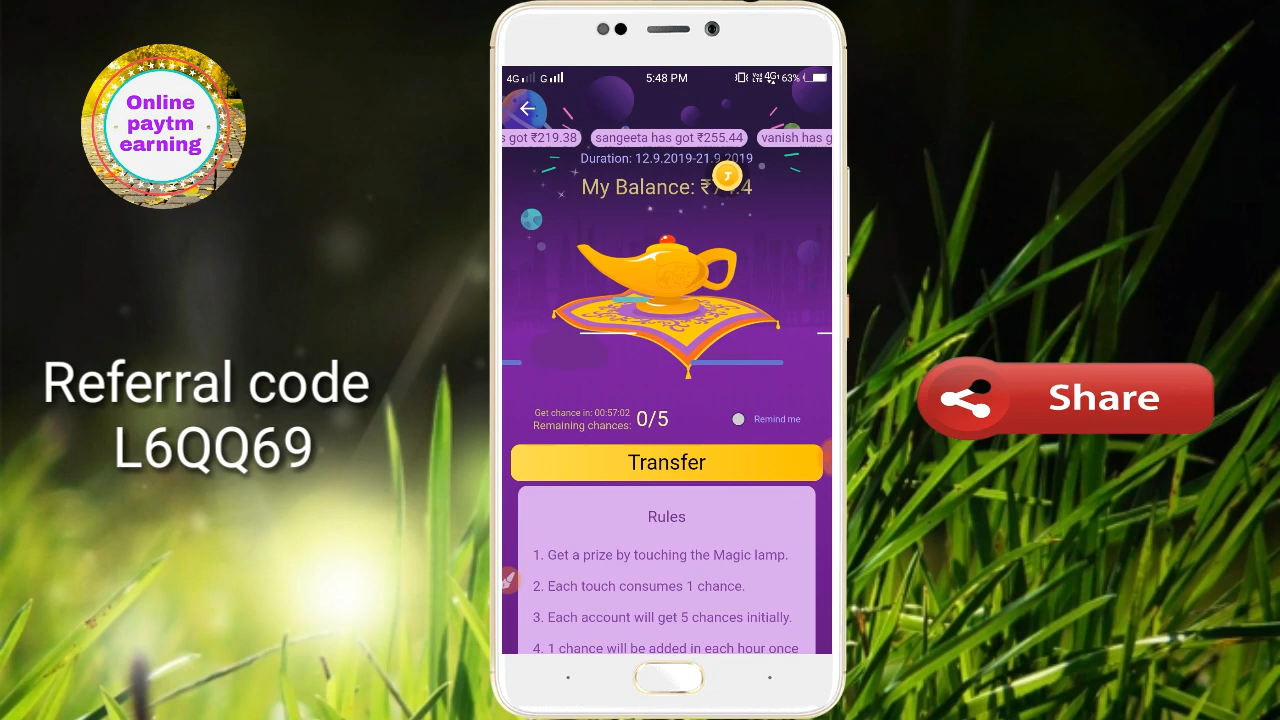 Online
paytm
earning
Referral code
L6QQ69
4G
G
5:48 PM
4G
63%
got ₹219.38
sangeeta has got ₹255.44
vanish has g
Duration: 12.9.2019-21.9.2019
My Balance: ₹7
.4
Get chance in: 00:57:02
Remaining chances: 0/5
Remind me
Transfer
Rules
1. Get a prize by touching the Magic lamp.
2. Each touch consumes 1 chance.
3. Each account will get 5 chances initially.
4. 1 chance will be added in each hour once
Share